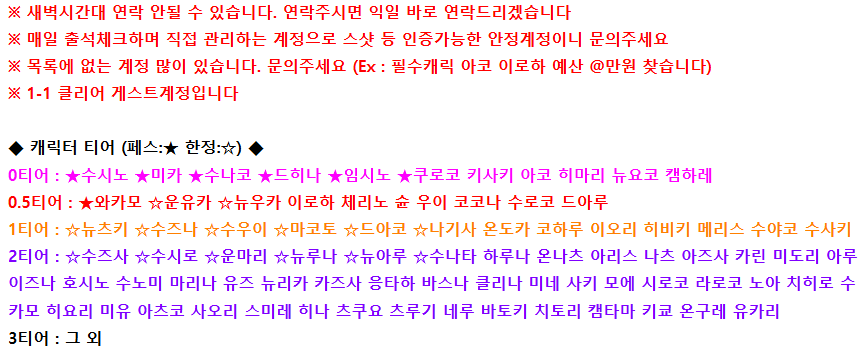 ※ 새벽시간대 연락 안될 수 있습니다. 연락주시면 익일 바로 연락드리겠습니다
※ 매일 출석체크하며 직접 관리하는 계정으로 스샷 등 인증가능한 안정계정이니 문의주세요
※ 목록에 없는 계정 많이 있습니다. 문의주세요 (Ex : 필수캐릭 아코 이로하 예산 @만원 찾습니다)
※ 1-1 클리어 게스트계정입니다
◆ 캐릭터 티어 (페스:★ 한정:☆) ◆
0티어 : ★수시노 ★미카 ★수나코 ★드히나 ★임시노 ★쿠로코 키사키 아코 히마리 뉴요코 캠하레
0.5티어 : ★와카모 ☆운유카 ☆뉴우카 이로하 체리노 슌 우이 코코나 수로코 드아루
1티어 : ☆뉴츠키 ☆수즈나 ☆수우이 ☆마코토 ☆드아코 ☆나기사 온도카 코하루 이오리 히비키 메리스 수야코 수사키
2티어 : ☆수즈사 ☆수시로 ☆운마리 ☆뉴루나 ☆뉴아루 ☆수나타 하루나 온나츠 아리스 나츠 아즈사 카린 미도리 아루
이즈나 호시노 수노미 마리나 유즈 뉴리카 카즈사 응타하 바스나 클리나 미네 사키 모에 시로코 라로코 노아 치히로 수
카모 히요리 미유 아츠코 사오리 스미레 히나 츠쿠요 츠루기 네루 바토키 치토리 캠타마 키쿄 온구레 유카리
3티어 : 그 외